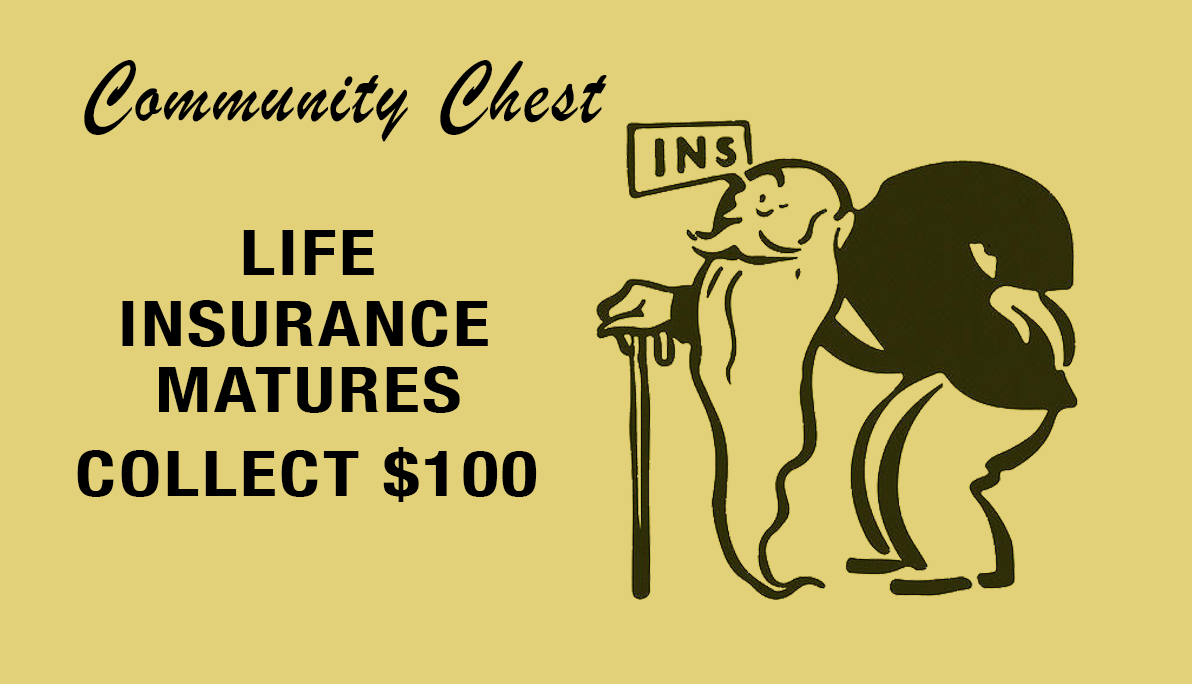 Community Chest
INS
LIFE
INSURANCE
MATURES
COLLECT $100